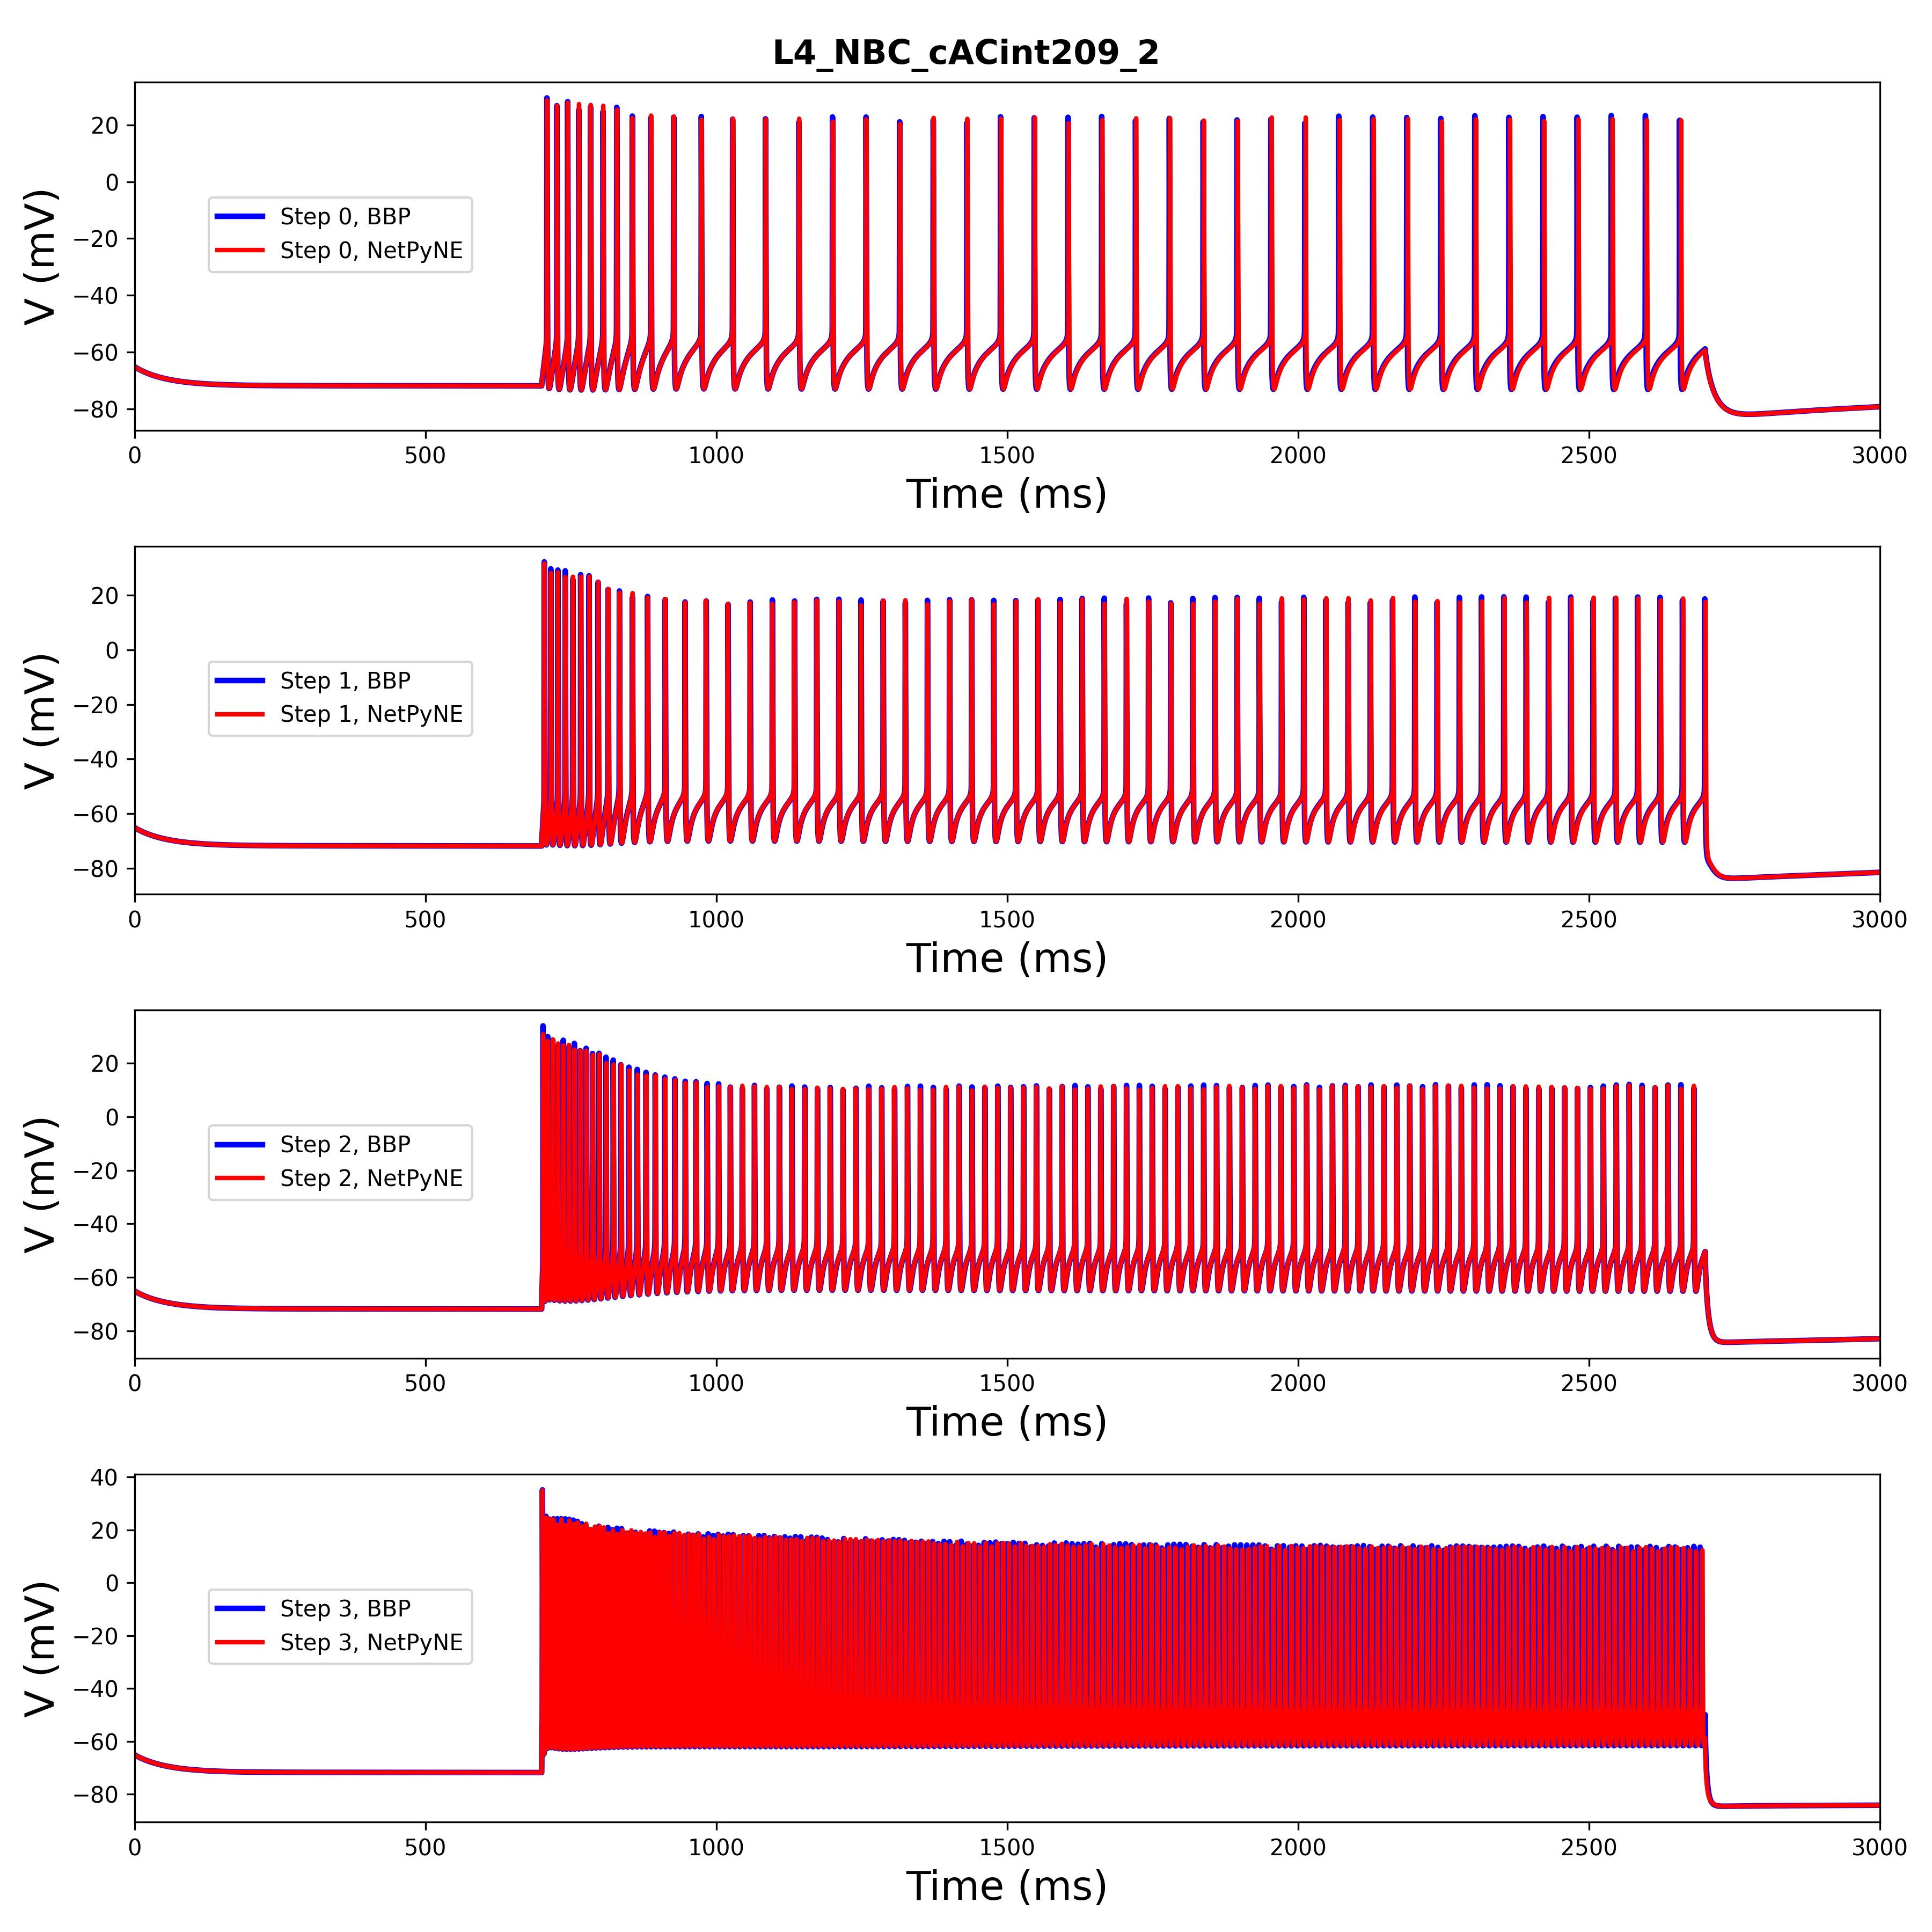 L4_NBC_cACint209_2
20
0
−20
−40
−60
−80
V (mV)
Step 0, BBP
Step 0, NetPyNE
0 500 1000 1500 2000 2500 3000
Time (ms)
20
0
−20
−40
−60
−80
V (mV)
Step 1, BBP
Step 1, NetPyNE
0 500 1000 1500 2000 2500 3000
Time (ms)
20
0
−20
−40
−60
−80
V (mV)
Step 2, BBP
Step 2, NetPyNE
0 500 1000 1500 2000 2500 3000
Time (ms)
40
20
0
−20
−40
−60
−80
V (mV)
Step 3, BBP
Step 3, NetPyNE
0 500 1000 1500 2000 2500 3000
Time (ms)